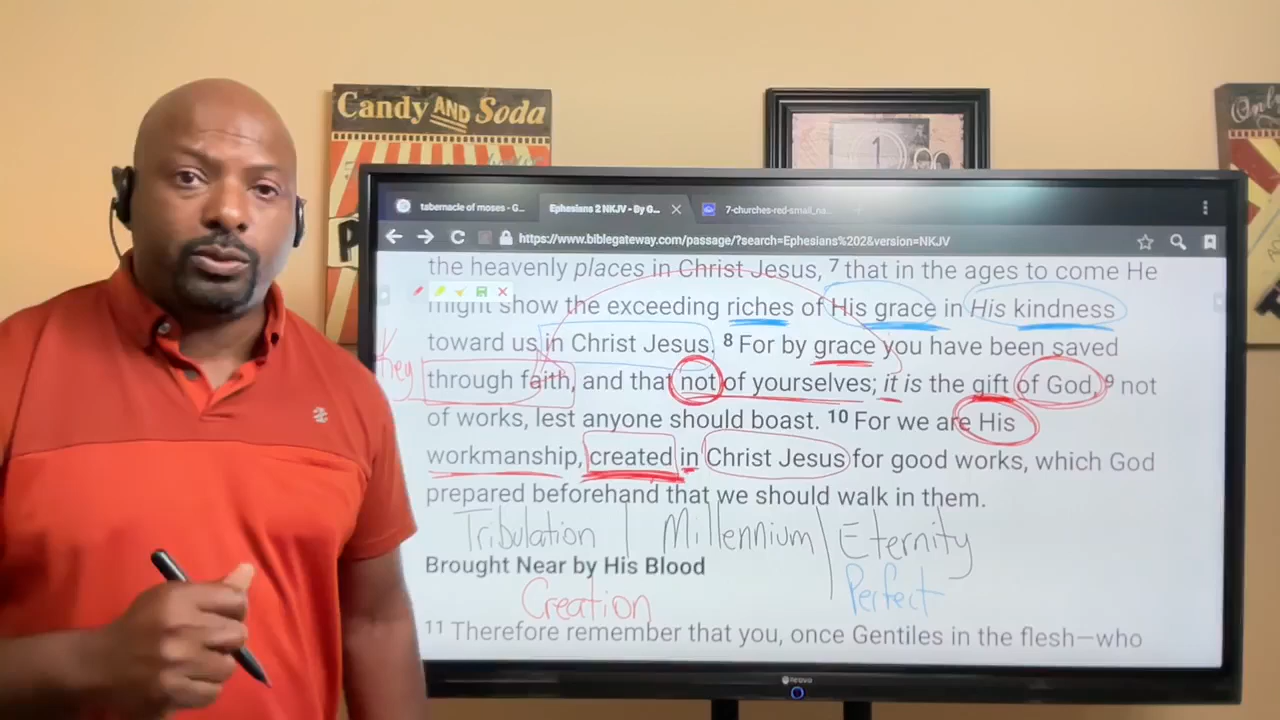 Candy AND Soda
Only
1
tabernacle of moses - G...
Ephesians 2 NKJV - By G...
7-churches-red-small_na...
https://www.biblegateway.com/passage/?search=Ephesians%202&version=NKJV
the heavenly places in Christ Jesus, 7 that in the ages to come He
might show the exceeding riches of His grace in His kindness
toward us in Christ Jesus. 8 For by grace you have been saved
Key
through faith, and that not of yourselves; it is the gift of God, 9 not
of works, lest anyone should boast. 10 For we are His
workmanship, created in Christ Jesus for good works, which God
prepared beforehand that we should walk in them.
Tribulation | Millennium | Eternity
Brought Near by His Blood
Creation Perfect
11 Therefore remember that you, once Gentiles in the flesh—who